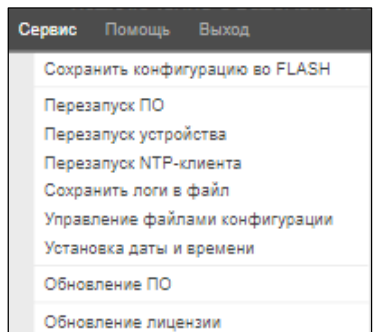 Сервис Помощь Выход
Сохранить конфигурацию во FLASH
Перезапуск ПО
Перезапуск устройства
Перезапуск NTP-клиента
Сохранить логи в файл
Управление файлами конфигурации
Установка даты и времени
Обновление ПО
Обновление лицензии